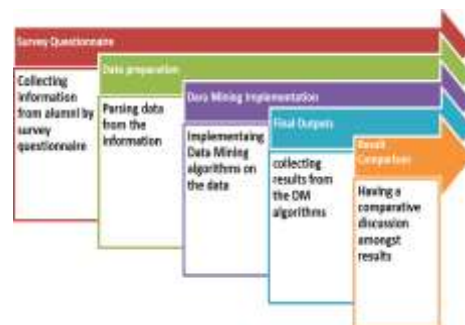 Survey Questionnaire
Collecting
information
from alumni by
survey
questionnaire
Data preparation
Parsing data
from the
information
Data Mining Implementation
Implementaing
Data Mining
algorithms on
the data
Final Outputs
collecting
results from
the DM
algorithms
Result
Comparison
Having a
comparative
discussion
amongst
results